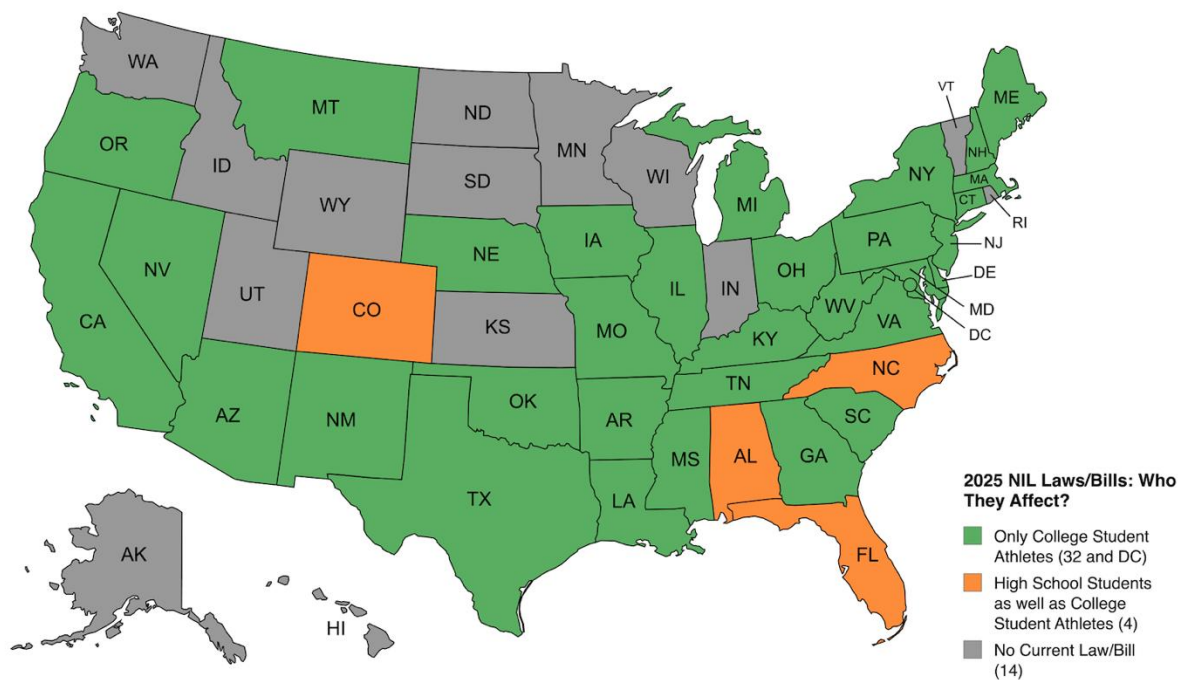 WA
MT
ND
MN
VT
ME
OR
ID
SD
WI
NH
NY
MA
WY
MI
CT
RI
IA
PA
NJ
NE
NV
OH
DE
UT
IL
IN
CO
WV
MD
CA
KS
MO
VA
DC
KY
NC
TN
OK
AZ
NM
AR
SC
MS
AL
GA
TX
LA
FL
AK
HI
2025 NIL Laws/Bills: Who
They Affect?
Only College Student
Athletes (32 and DC)
High School Students
as well as College
Student Athletes (4)
No Current Law/Bill
(14)